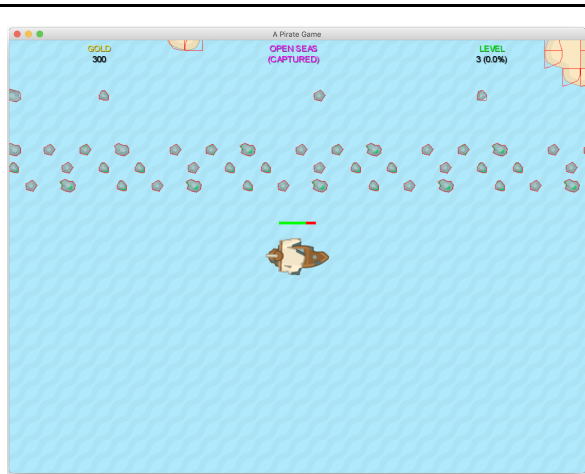 A Pirate Game
GOLD
300
OPEN SEAS
(CAPTURED)
LEVEL
3 (0.0%)